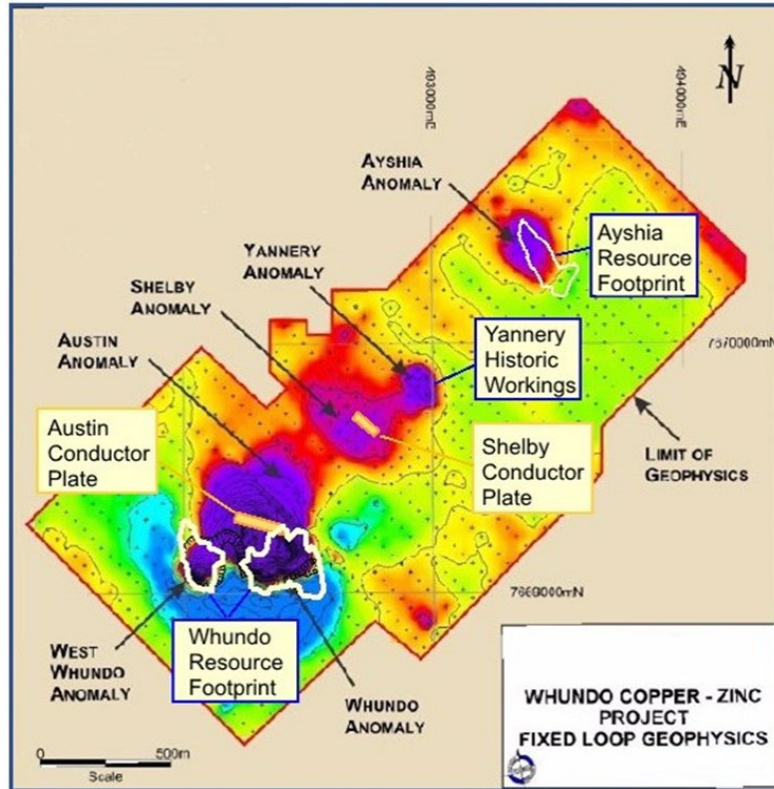 493000mE
494000mE
N
AYSHIA
ANOMALY
Ayshia
Resource
Footprint
YANNERY
ANOMALY
SHELBY
ANOMALY
AUSTIN
ANOMALY
7670000mN
Yannery
Historic
Workings
Austin
Conductor
Plate
Shelby
Conductor
Plate
LIMIT OF
GEOPHYSICS
7669000mN
WEST
WHUNDO
ANOMALY
Whundo
Resource
Footprint
WHUNDO
ANOMALY
0 500m
Scale
WHUNDO COPPER - ZINC
PROJECT
FIXED LOOP GEOPHYSICS